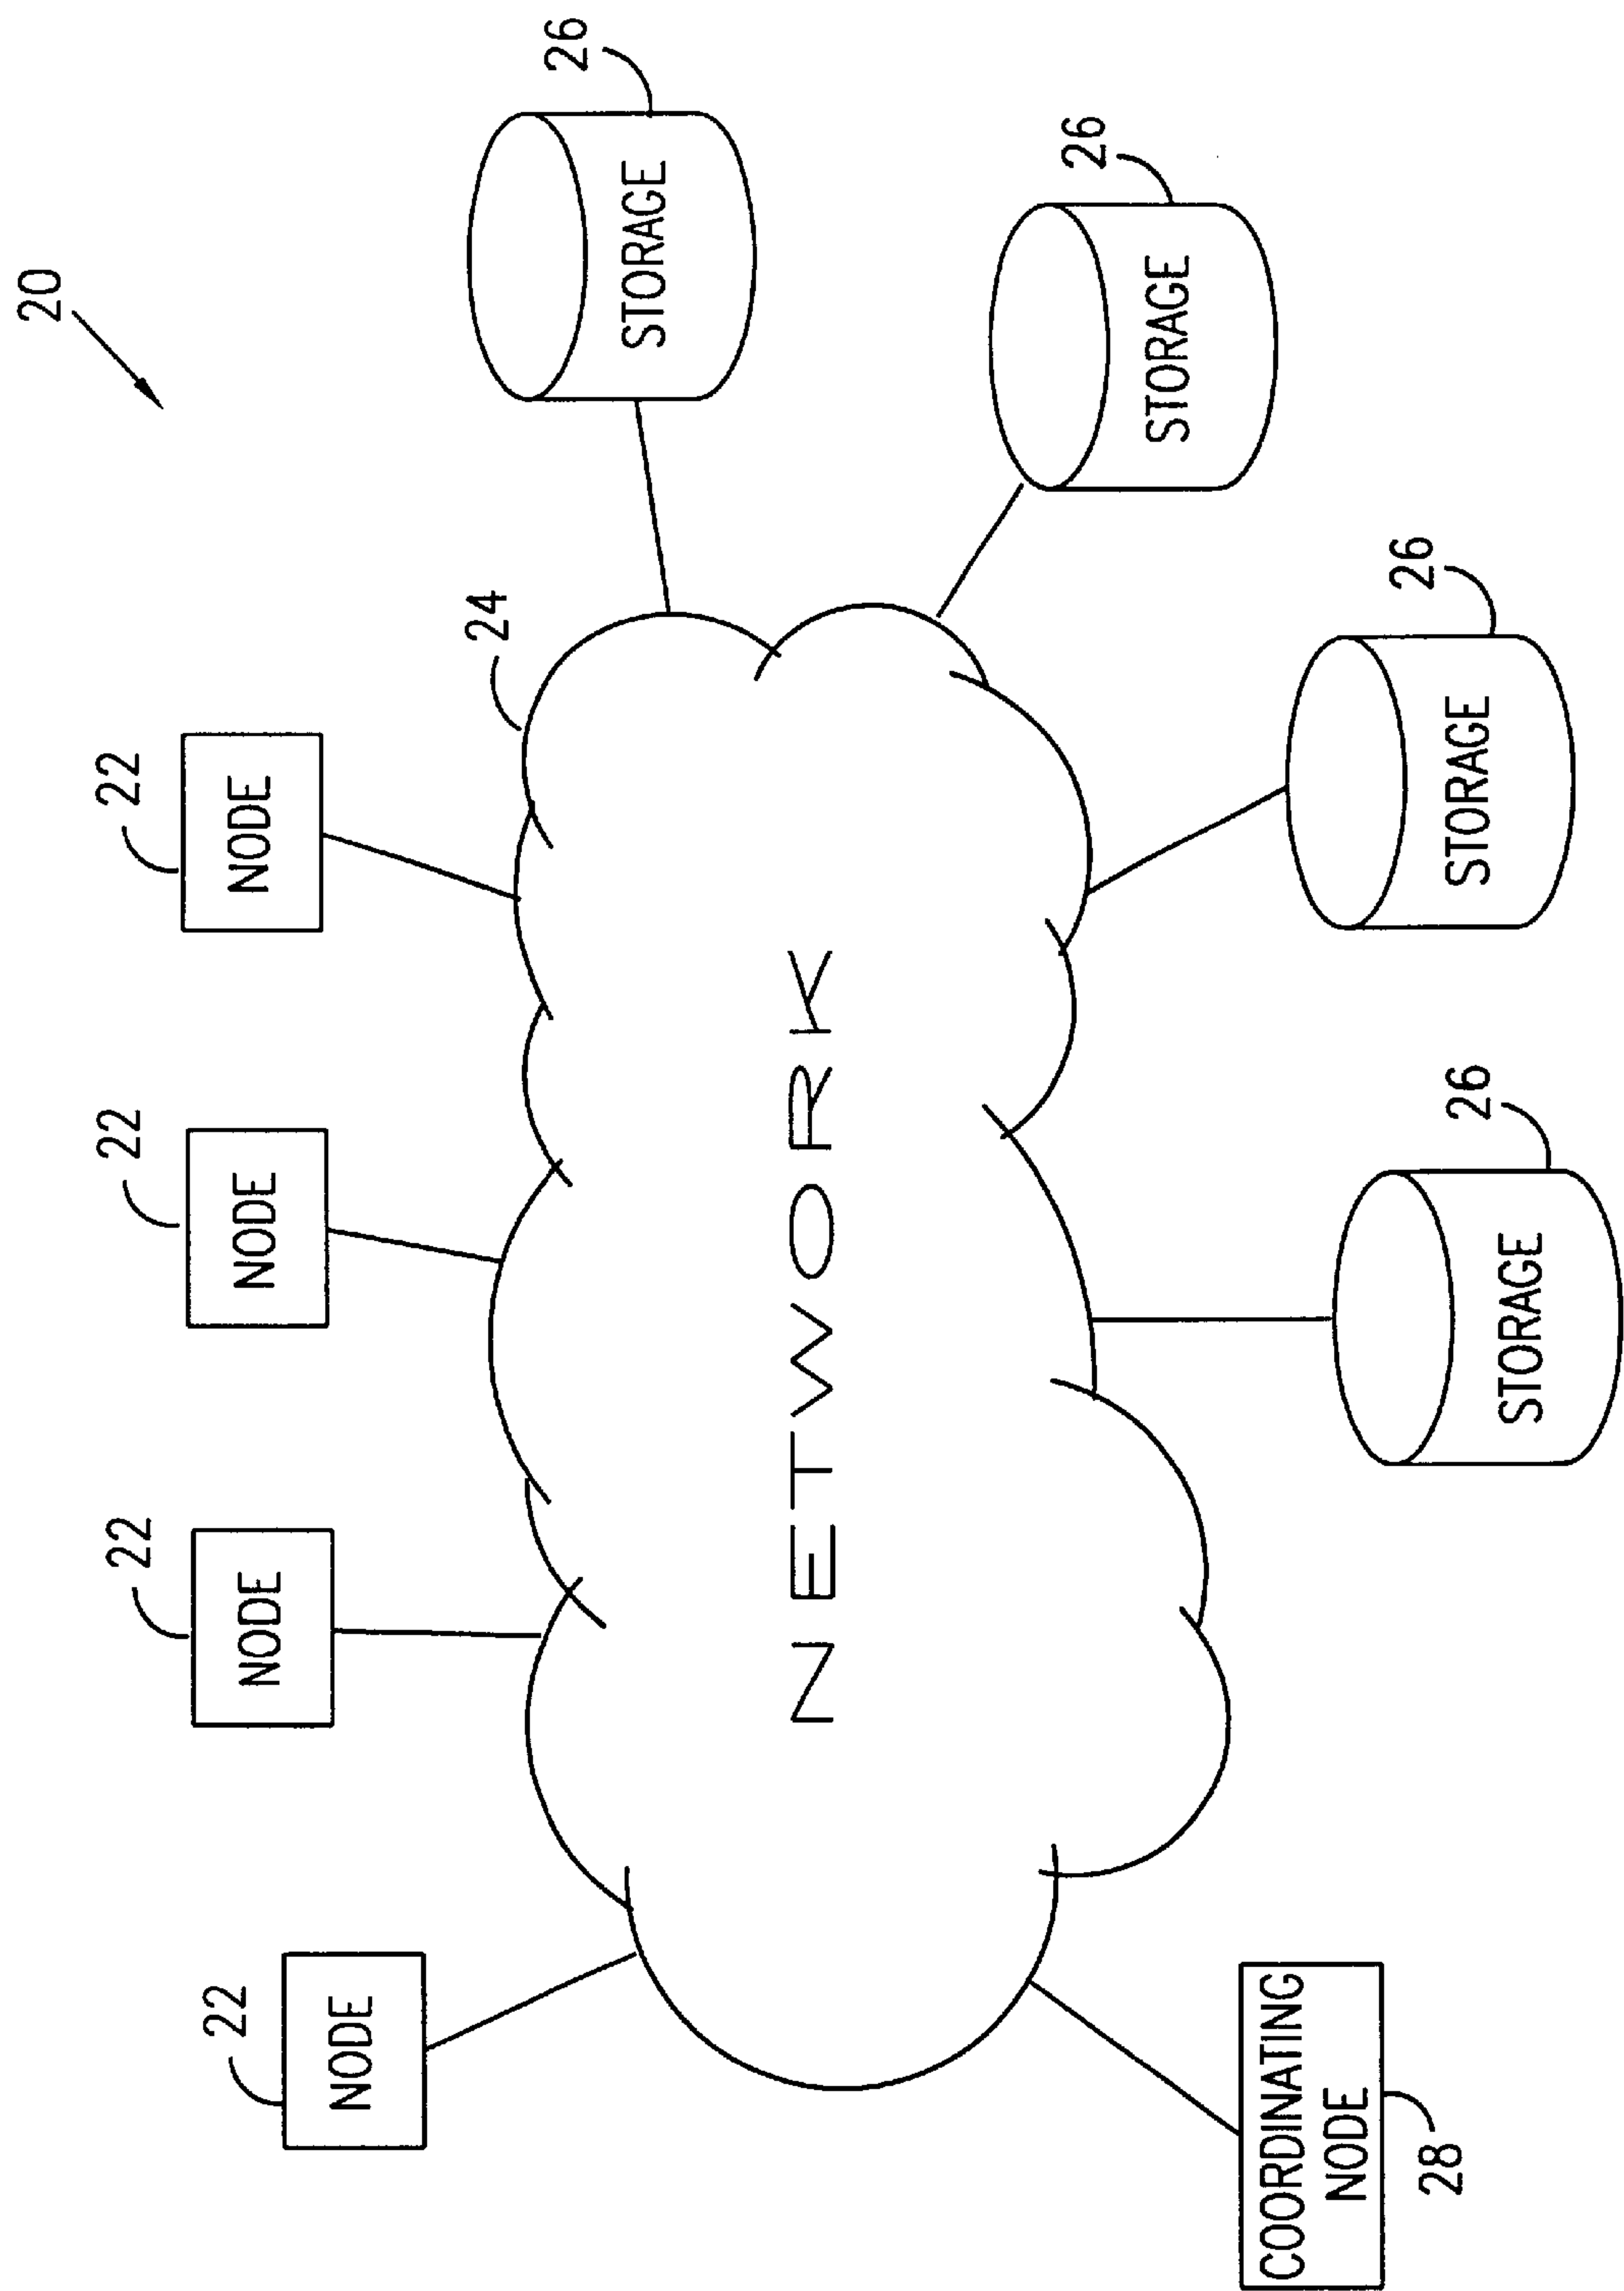 20
22
NODE
22
NODE
22
NODE
22
NODE
24
26
STORAGE
NETWORK
26
STORAGE
26
STORAGE
26
STORAGE
COORDINATING
NODE
28